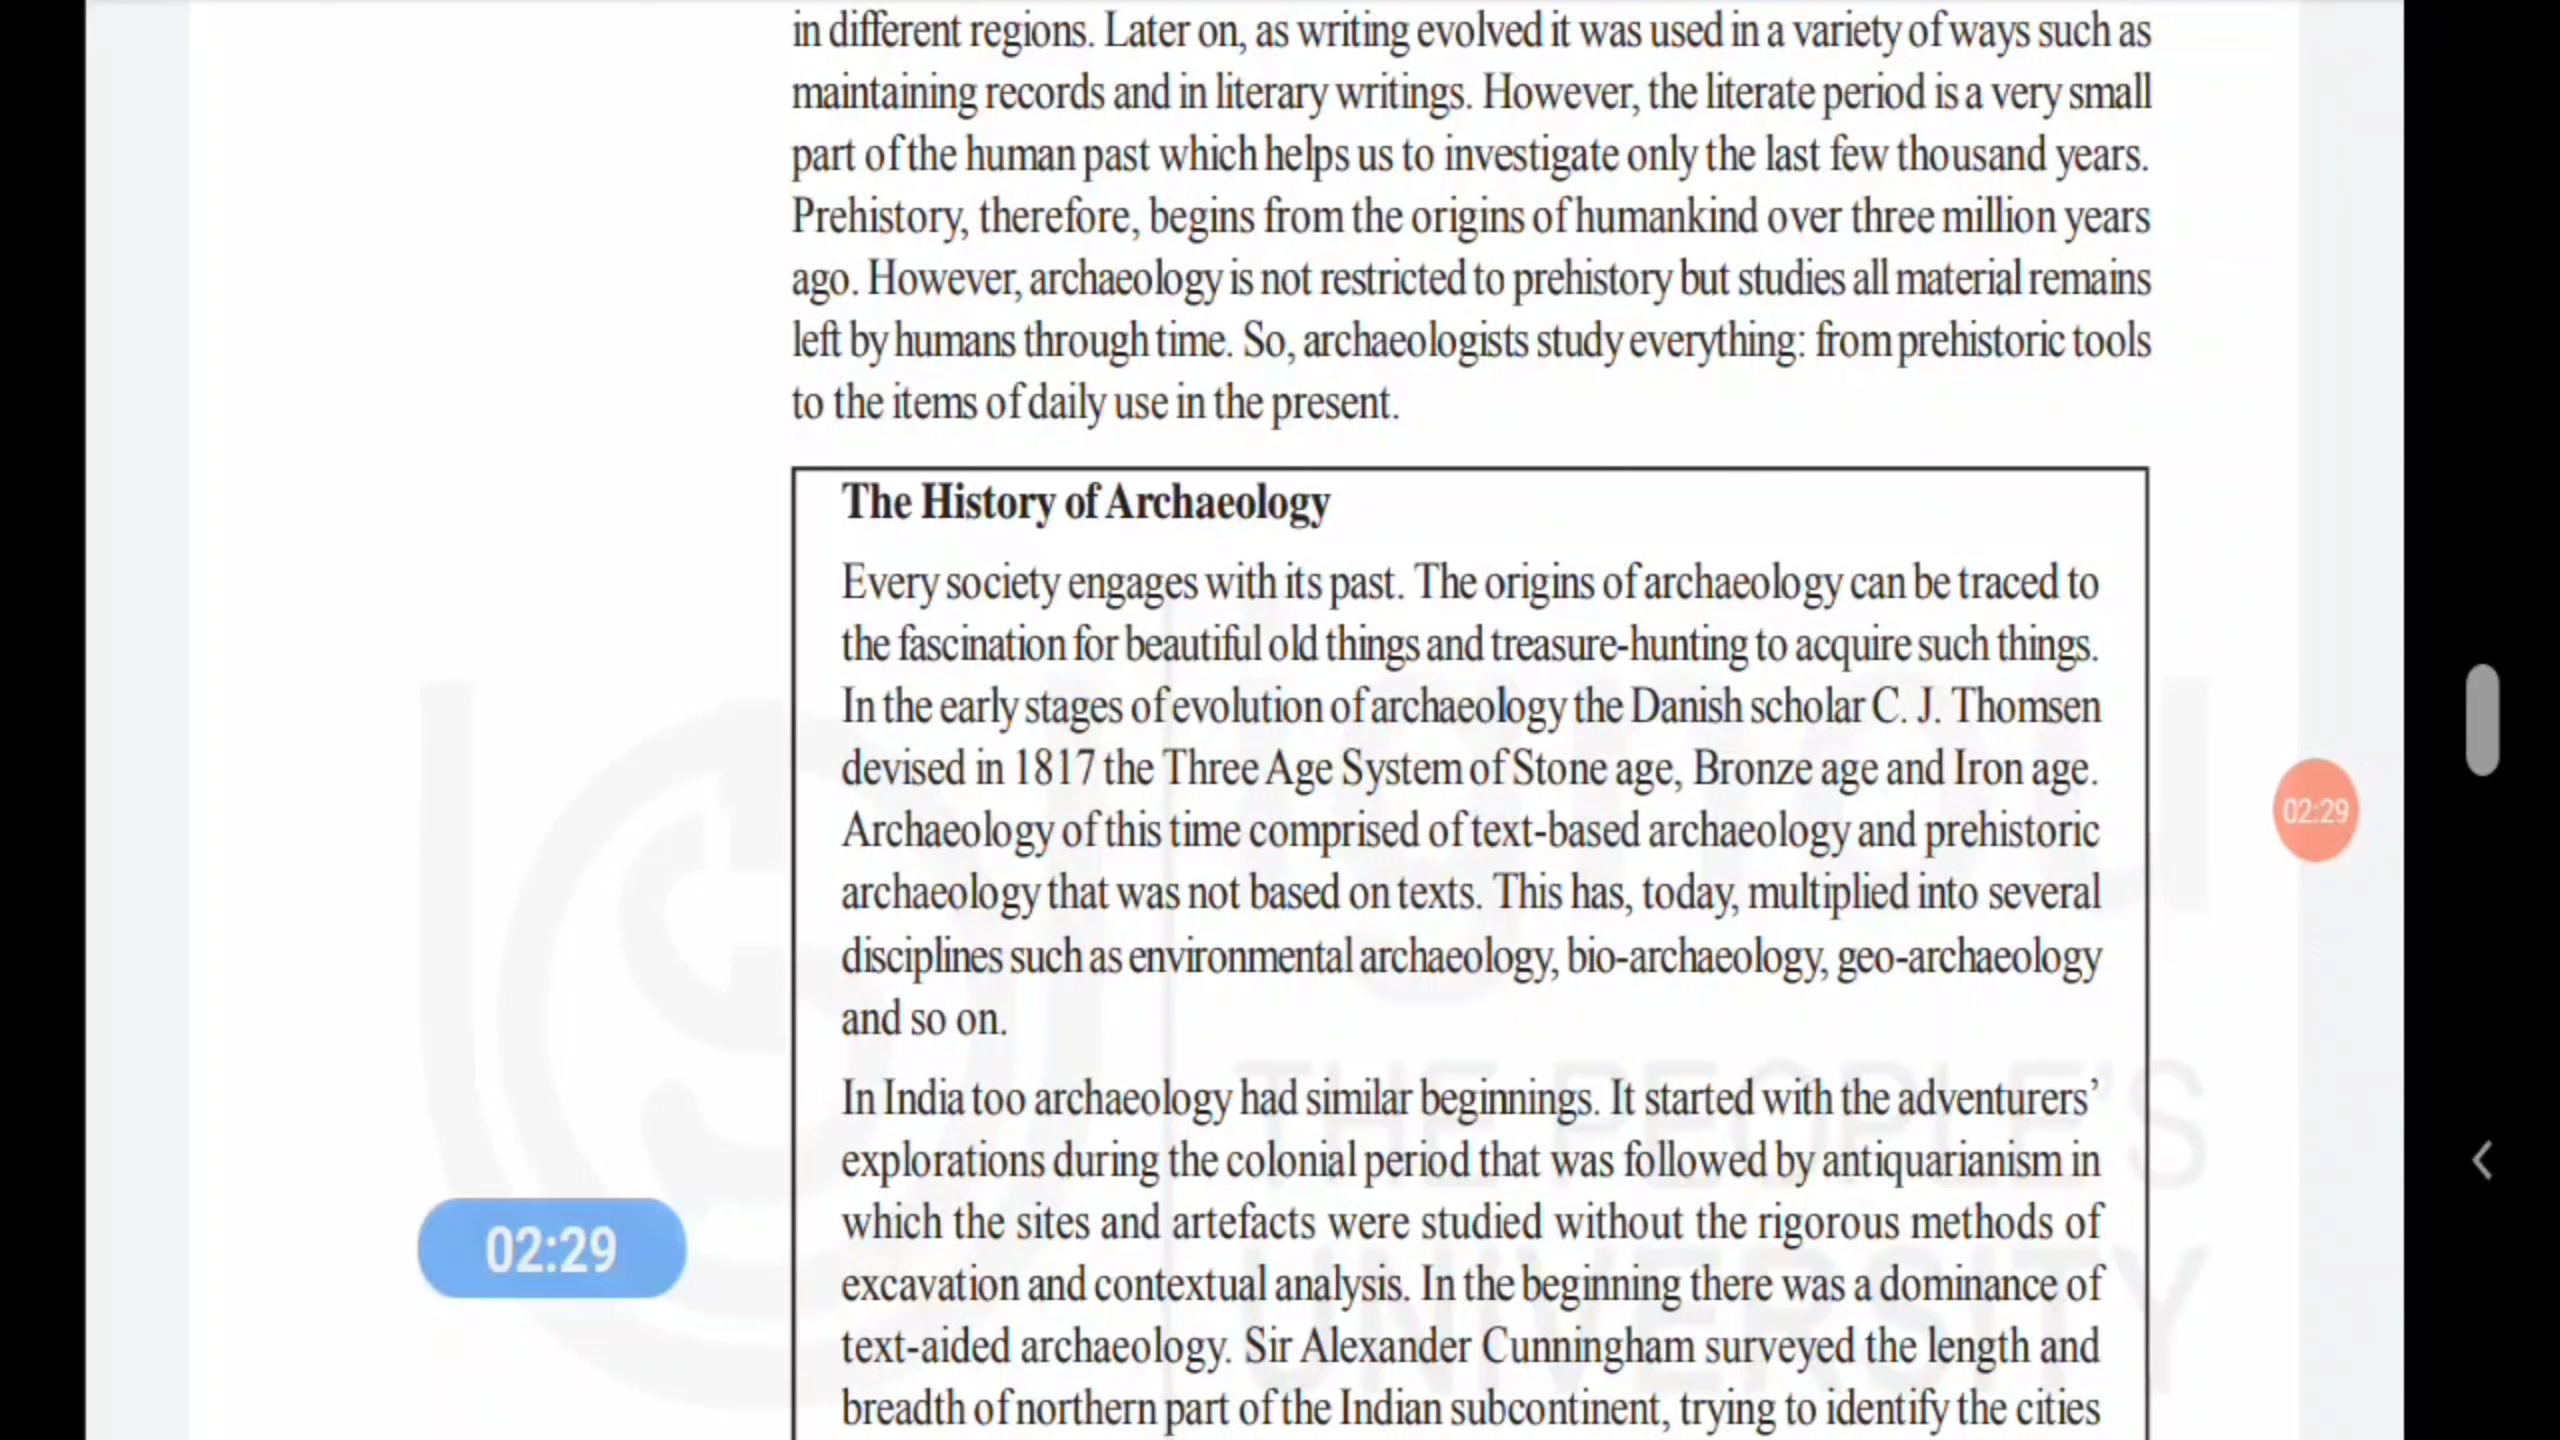 in different regions. Later on, as writing evolved it was used in a variety of ways such as
maintaining records and in literary writings. However, the literate period is a very small
part of the human past which helps us to investigate only the last few thousand years.
Prehistory, therefore, begins from the origins of humankind over three million years
ago. However, archaeology is not restricted to prehistory but studies all material remains
left by humans through time. So, archaeologists study everything: from prehistoric tools
to the items of daily use in the present.
The History of Archaeology
Every society engages with its past. The origins of archaeology can be traced to
the fascination for beautiful old things and treasure-hunting to acquire such things.
In the early stages of evolution of archaeology the Danish scholar C. J. Thomsen
devised in 1817 the Three Age System of Stone age, Bronze age and Iron age.
Archaeology of this time comprised of text-based archaeology and prehistoric
archaeology that was not based on texts. This has, today, multiplied into several
disciplines such as environmental archaeology, bio-archaeology, geo-archaeology
and so on.
In India too archaeology had similar beginnings. It started with the adventurers’
explorations during the colonial period that was followed by antiquarianism in
which the sites and artefacts were studied without the rigorous methods of
excavation and contextual analysis. In the beginning there was a dominance of
text-aided archaeology. Sir Alexander Cunningham surveyed the length and
breadth of northern part of the Indian subcontinent, trying to identify the cities
02:29
02:29
ignou
THE PEOPLE'S
UNIVERSITY